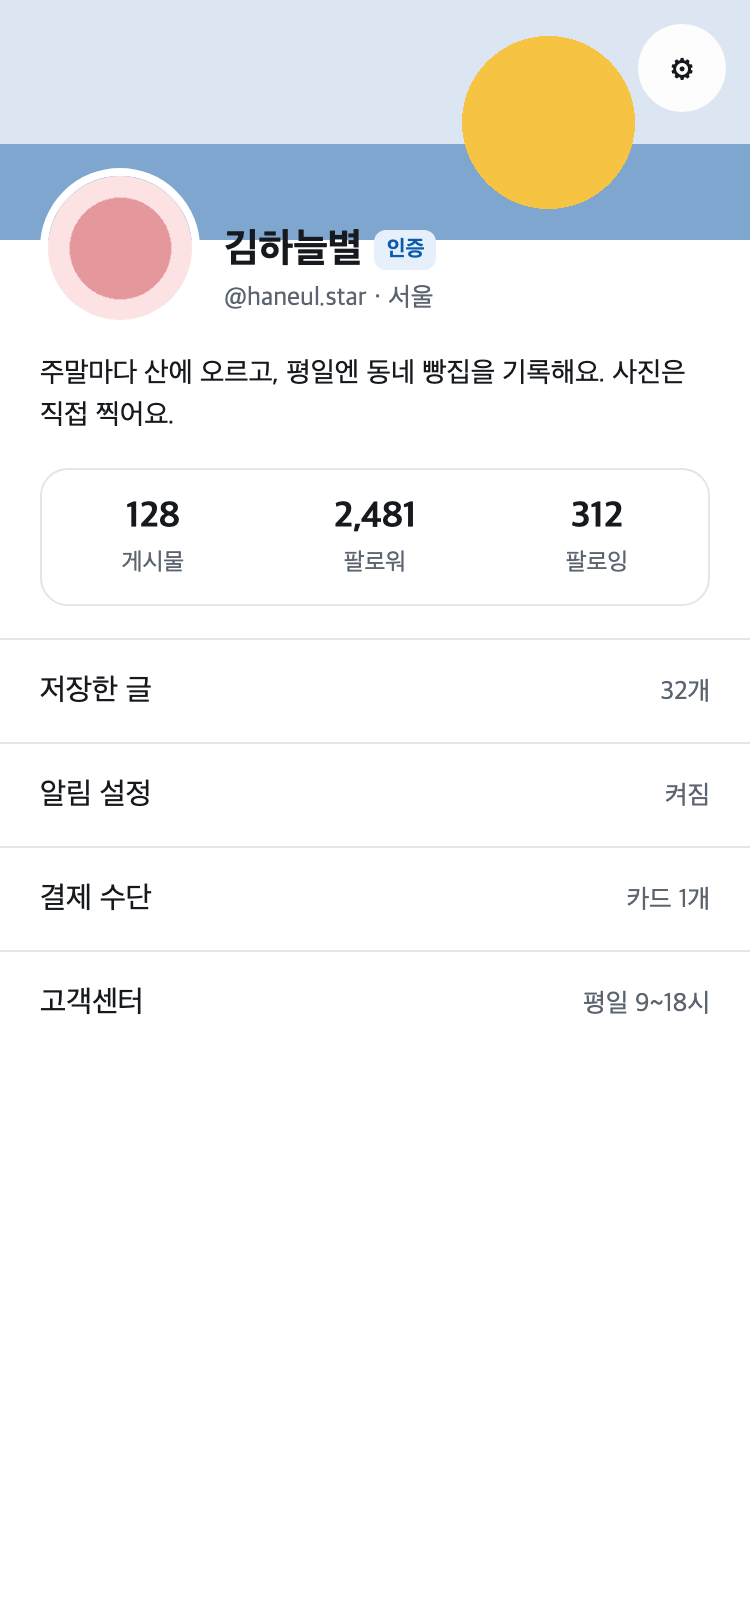 김하늘별 인증
@haneul.star · 서울
주말마다 산에 오르고, 평일엔 동네 빵집을 기록해요. 사진은
직접 찍어요.
128 2,481 312
게시물 팔로워 팔로잉
저장한 글 32개
알림 설정 켜짐
결제 수단 카드 1개
고객센터 평일 9~18시